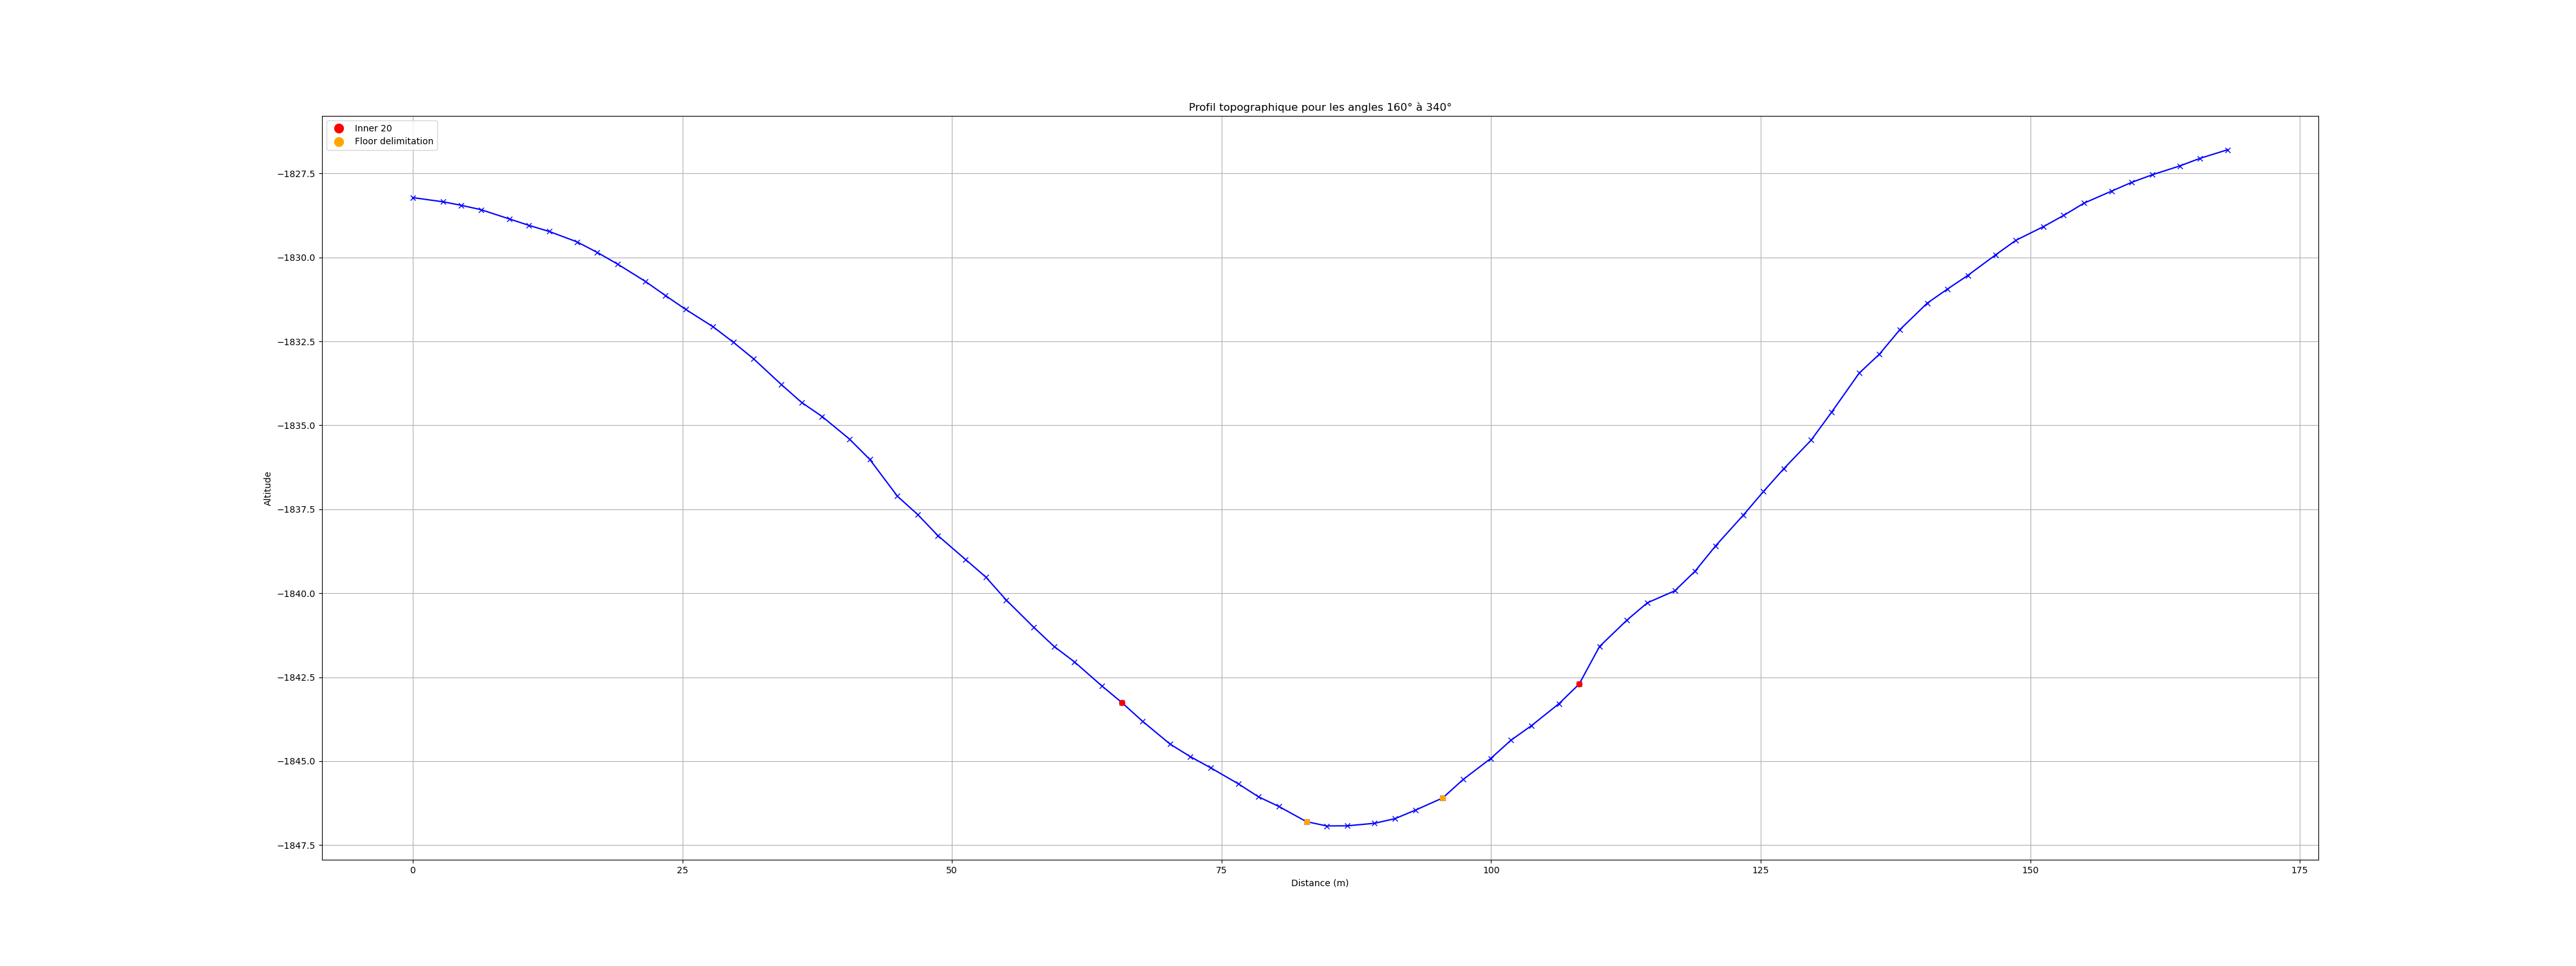 Profil topographique pour les angles 160° à 340°
Inner 20
Floor delimitation
−1827.5
−1830.0
−1832.5
−1835.0
−1837.5
−1840.0
−1842.5
−1845.0
−1847.5
Altitude
0 25 50 75 100 125 150 175
Distance (m)